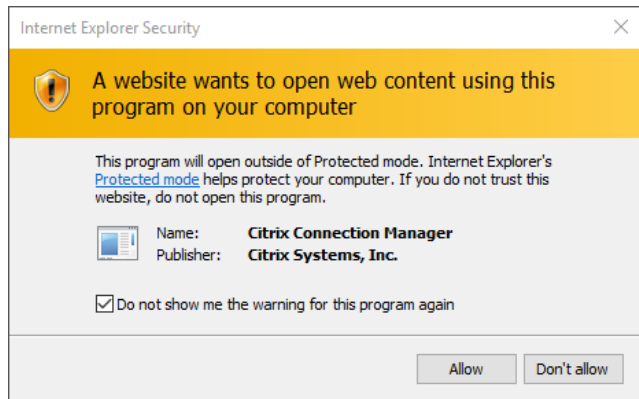 Internet Explorer Security
A website wants to open web content using this
program on your computer
This program will open outside of Protected mode. Internet Explorer's
Protected mode helps protect your computer. If you do not trust this
website, do not open this program.
Name: Citrix Connection Manager
Publisher: Citrix Systems, Inc.
Do not show me the warning for this program again
Allow Don't allow